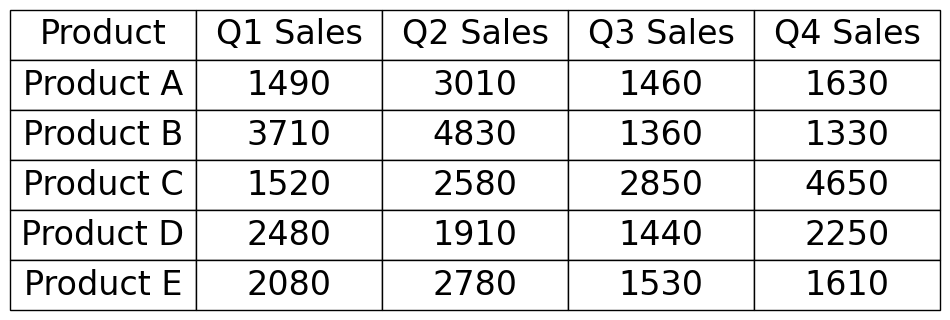 Product Q1 Sales Q2 Sales Q3 Sales Q4 Sales
Product A 1490 3010 1460 1630
Product B 3710 4830 1360 1330
Product C 1520 2580 2850 4650
Product D 2480 1910 1440 2250
Product E 2080 2780 1530 1610